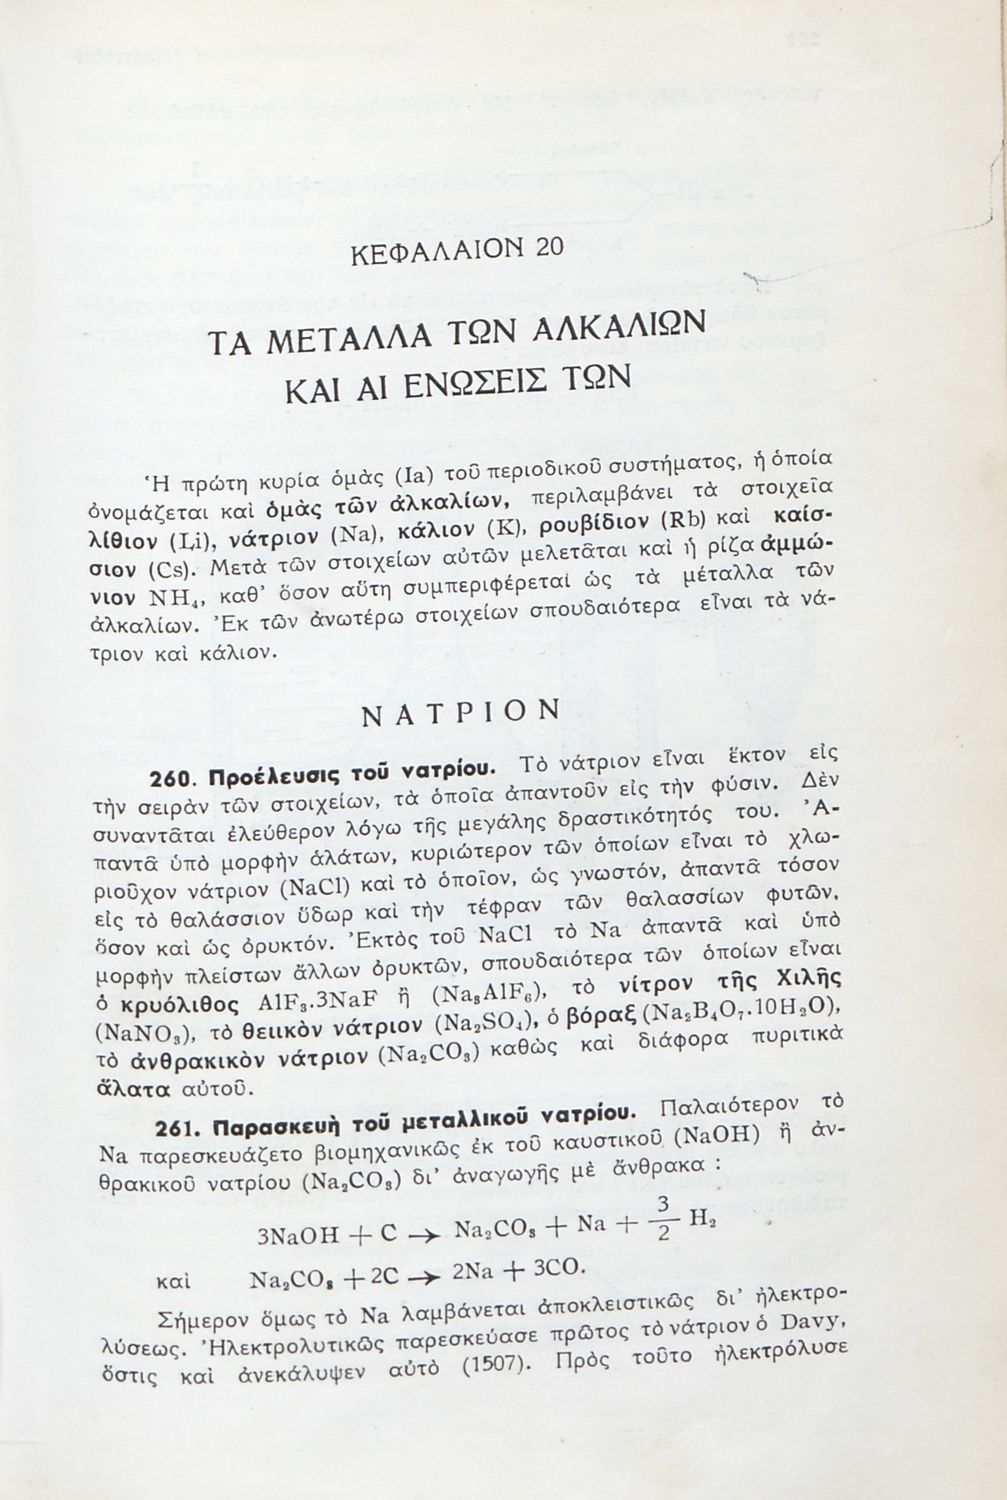 ΚΕΦΑΛΑΙΟΝ 20
ΤΑ ΜΕΤΑΛΛΑ ΤΩΝ ΑΛΚΑΛΙΩΝ
ΚΑΙ ΑΙ ΕΝΩΣΕΙΣ ΤΩΝ
Ἡ πρώτη κυρία ὁμὰς (Ia) τοῦ περιοδικοῦ συστήματος, ἡ ὁποία
ὀνομάζεται καὶ ὁμὰς τῶν ἀλκαλίων, περιλαμβάνει τὰ στοιχεῖα
λίθιον (Li), νάτριον (Na), κάλιον (K), ρουβίδιον (Rb) καὶ καίσ-
σιον (Cs). Μετὰ τῶν στοιχείων αὐτῶν μελετᾶται καὶ ἡ ρίζα ἀμμώ-
νιον NH₄, καθ’ ὅσον αὕτη συμπεριφέρεται ὡς τὰ μέταλλα τῶν
ἀλκαλίων. Ἐκ τῶν ἀνωτέρω στοιχείων σπουδαιότερα εἶναι τὰ νά-
τριον καὶ κάλιον.
ΝΑΤΡΙΟΝ
260. Προέλευσις τοῦ νατρίου. Τὸ νάτριον εἶναι ἕκτον εἰς
τὴν σειρὰν τῶν στοιχείων, τὰ ὁποῖα ἀπαντοῦν εἰς τὴν φύσιν. Δὲν
συναντᾶται ἐλεύθερον λόγω τῆς μεγάλης δραστικότητός του. Ἀ-
παντᾶ ὑπὸ μορφὴν ἁλάτων, κυριώτερον τῶν ὁποίων εἶναι τὸ χλω-
ριοῦχον νάτριον (NaCl) καὶ τὸ ὁποῖον, ὡς γνωστόν, ἀπαντᾶ τόσον
εἰς τὸ θαλάσσιον ὕδωρ καὶ τὴν τέφραν τῶν θαλασσίων φυτῶν,
ὅσον καὶ ὡς ὀρυκτόν. Ἐκτὸς τοῦ NaCl τὸ Na ἀπαντᾶ καὶ ὑπὸ
μορφὴν πλείστων ἄλλων ὀρυκτῶν, σπουδαιότερα τῶν ὁποίων εἶναι
ὁ κρυόλιθος AlF₃.3NaF ἢ (Na₃AlF₆), τὸ νίτρον τῆς Χιλῆς
(NaNO₃), τὸ θειικὸν νάτριον (Na₂SO₄), ὁ βόραξ (Na₂B₄O₇.10H₂O),
τὸ ἀνθρακικὸν νάτριον (Na₂CO₃) καθὼς καὶ διάφορα πυριτικὰ
ἅλατα αὐτοῦ.
261. Παρασκευὴ τοῦ μεταλλικοῦ νατρίου. Παλαιότερον τὸ
Na παρεσκευάζετο βιομηχανικῶς ἐκ τοῦ καυστικοῦ (NaOH) ἢ ἀν-
θρακικοῦ νατρίου (Na₂CO₃) δι’ ἀναγωγῆς μὲ ἄνθρακα :
3NaOH + C → Na₂CO₃ + Na + 3/2 H₂
καὶ Na₂CO₃ + 2C → 2Na + 3CO.
Σήμερον ὅμως τὸ Na λαμβάνεται ἀποκλειστικῶς δι’ ἠλεκτρο-
λύσεως. Ἠλεκτρολυτικῶς παρεσκεύασε πρῶτος τὸ νάτριον ὁ Davy,
ὅστις καὶ ἀνεκάλυψεν αὐτὸ (1507). Πρὸς τοῦτο ἠλεκτρόλυσε